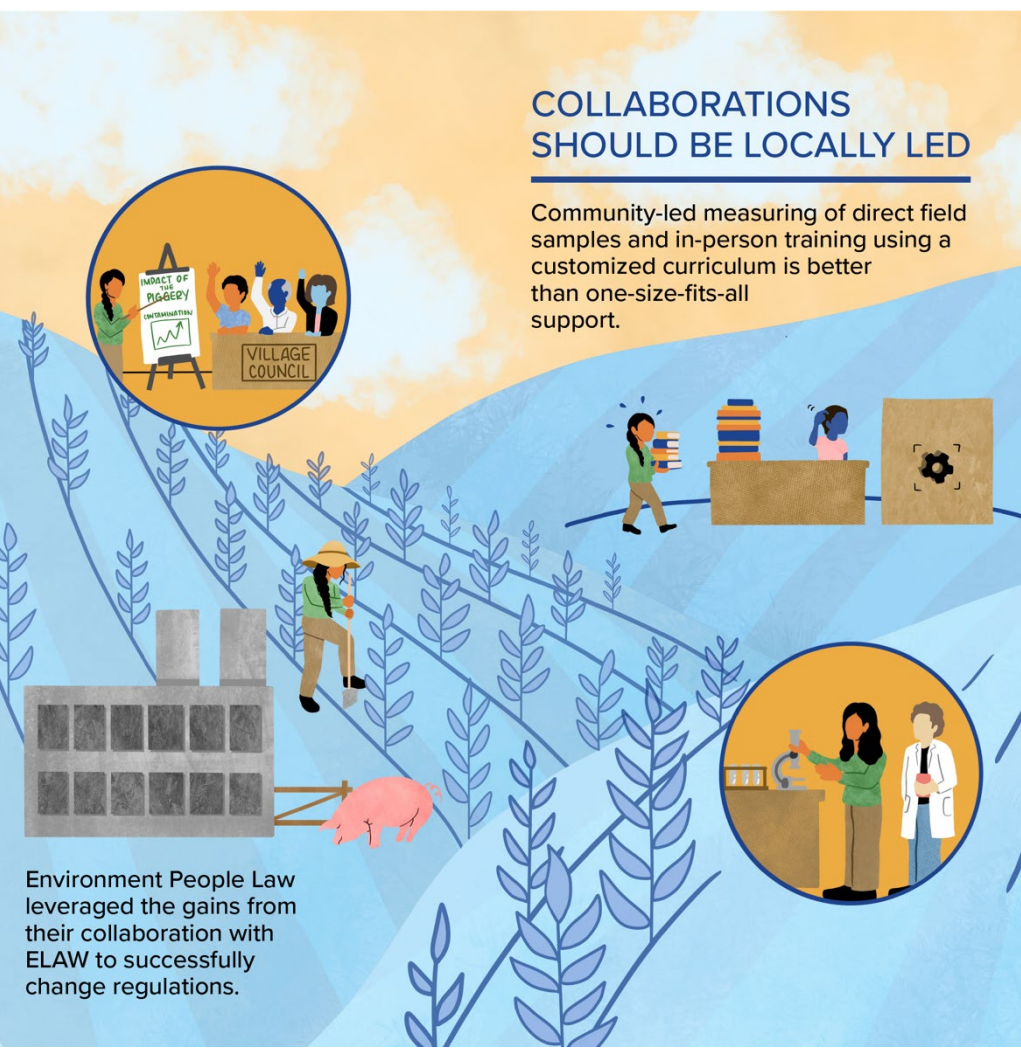 COLLABORATIONS
SHOULD BE LOCALLY LED
Community-led measuring of direct field
samples and in-person training using a
customized curriculum is better
than one-size-fits-all
support.
IMPACT OF
THE
PIGGERY
CONTAMINATION
VILLAGE
COUNCIL
Environment People Law
leveraged the gains from
their collaboration with
ELAW to successfully
change regulations.